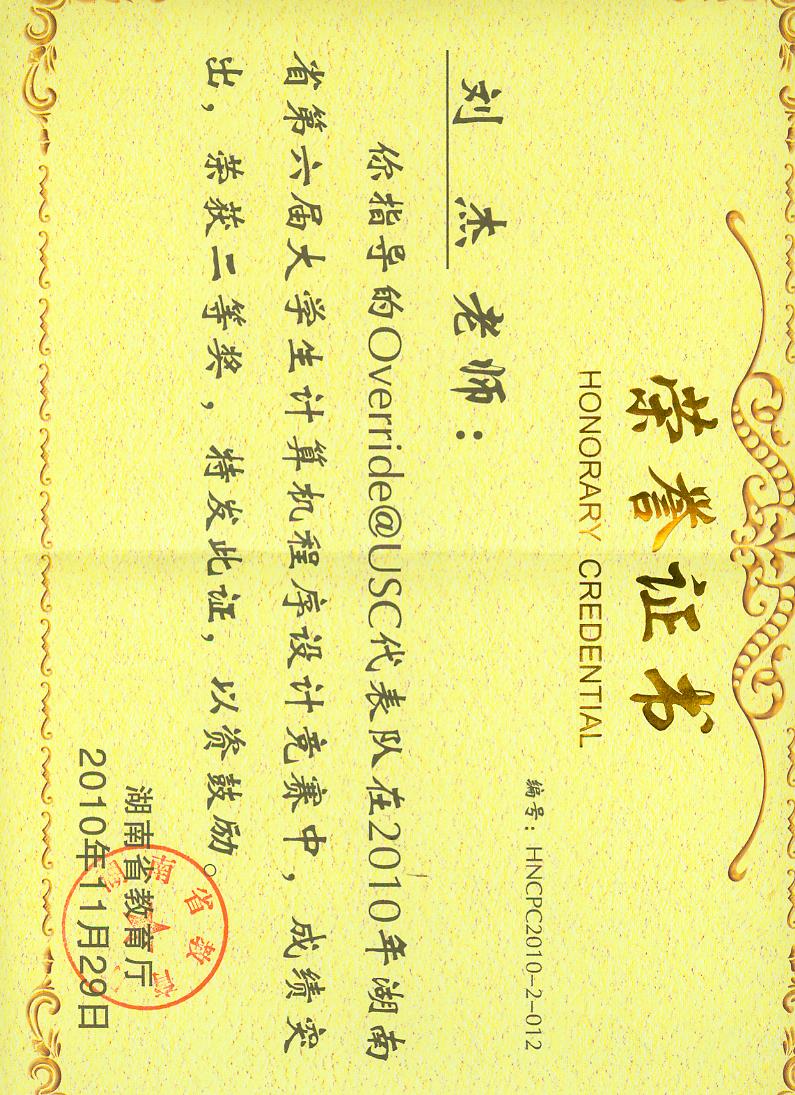 荣誉证书
HONORARY CREDENTIAL
编号：HNCPC2010-2-012
刘 杰 老师：
你指导的Override@USC代表队在2010年湖南
省第六届大学生计算机程序设计竞赛中，成绩突
出，荣获二等奖，特发此证，以资鼓励。
湖南省教育厅
2010年11月29日